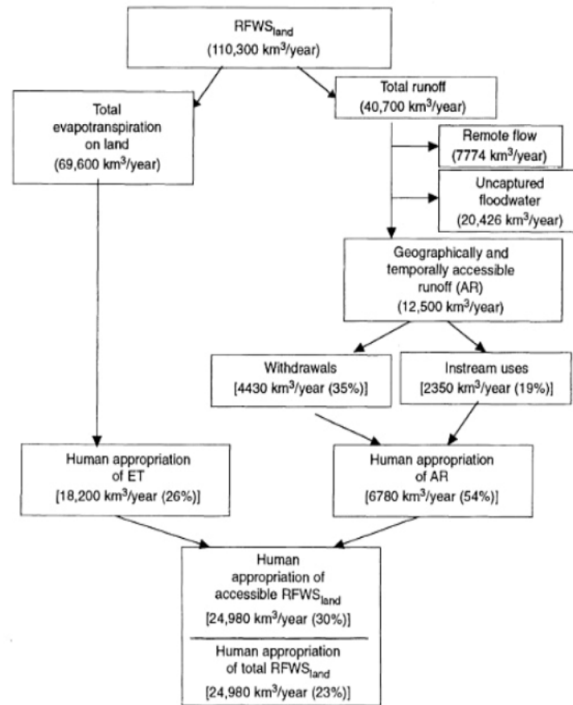 RFWSland
(110,300 km3/year)
Total
evapotranspiration
on land
(69,600 km3/year)
Total runoff
(40,700 km3/year)
Remote flow
(7774 km3/year)
Uncaptured
floodwater
(20,426 km3/year)
Geographically and
temporally accessible
runoff (AR)
(12,500 km3/year)
Withdrawals
[4430 km3/year (35%)]
Instream uses
[2350 km3/year (19%)]
Human appropriation
of ET
[18,200 km3/year (26%)]
Human appropriation
of AR
[6780 km3/year (54%)]
Human
appropriation of
accessible RFWSland
[24,980 km3/year (30%)]
Human appropriation
of total RFWSland
[24,980 km3/year (23%)]